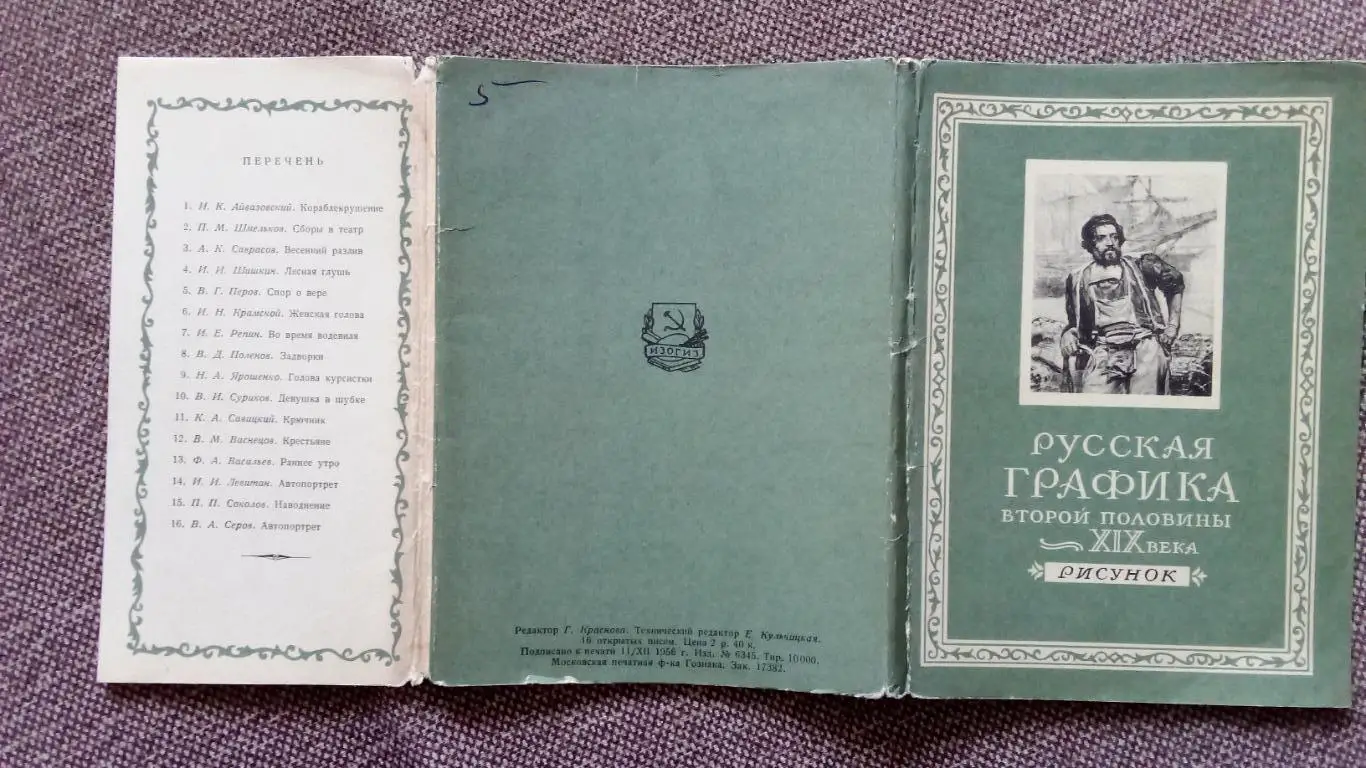 ПЕРЕЧЕНЬ
1. И. К. Айвазовский. Кораблекрушение
2. П. М. Шмельков. Сборы в театр
3. А. К. Саврасов. Весенний разлив
4. И. И. Шишкин. Лесная глушь
5. В. Г. Перов. Спор о вере
6. И. Н. Крамской. Женская голова
7. И. Е. Репин. Во время водевиля
8. В. Д. Поленов. Задворки
9. Н. А. Ярошенко. Голова курсистки
10. В. И. Суриков. Девушка в шубке
11. К. А. Савицкий. Крючник
12. В. М. Васнецов. Крестьяне
13. Ф. А. Васильев. Раннее утро
14. И. И. Левитан. Автопортрет
15. П. П. Соколов. Наводнение
16. В. А. Серов. Автопортрет
5
ИЗОГИЗ
Редактор Г. Краснова. Технический редактор Е. Кульчицкая.
16 открытых писем. Цена 2 р. 40 к.
Подписано к печати 11/XII 1956 г. Изд. № 6345. Тир. 10000.
Московская печатная ф-ка Гознака. Зак. 17382.
РУССКАЯ
ГРАФИКА
ВТОРОЙ ПОЛОВИНЫ
XIX ВЕКА
РИСУНОК